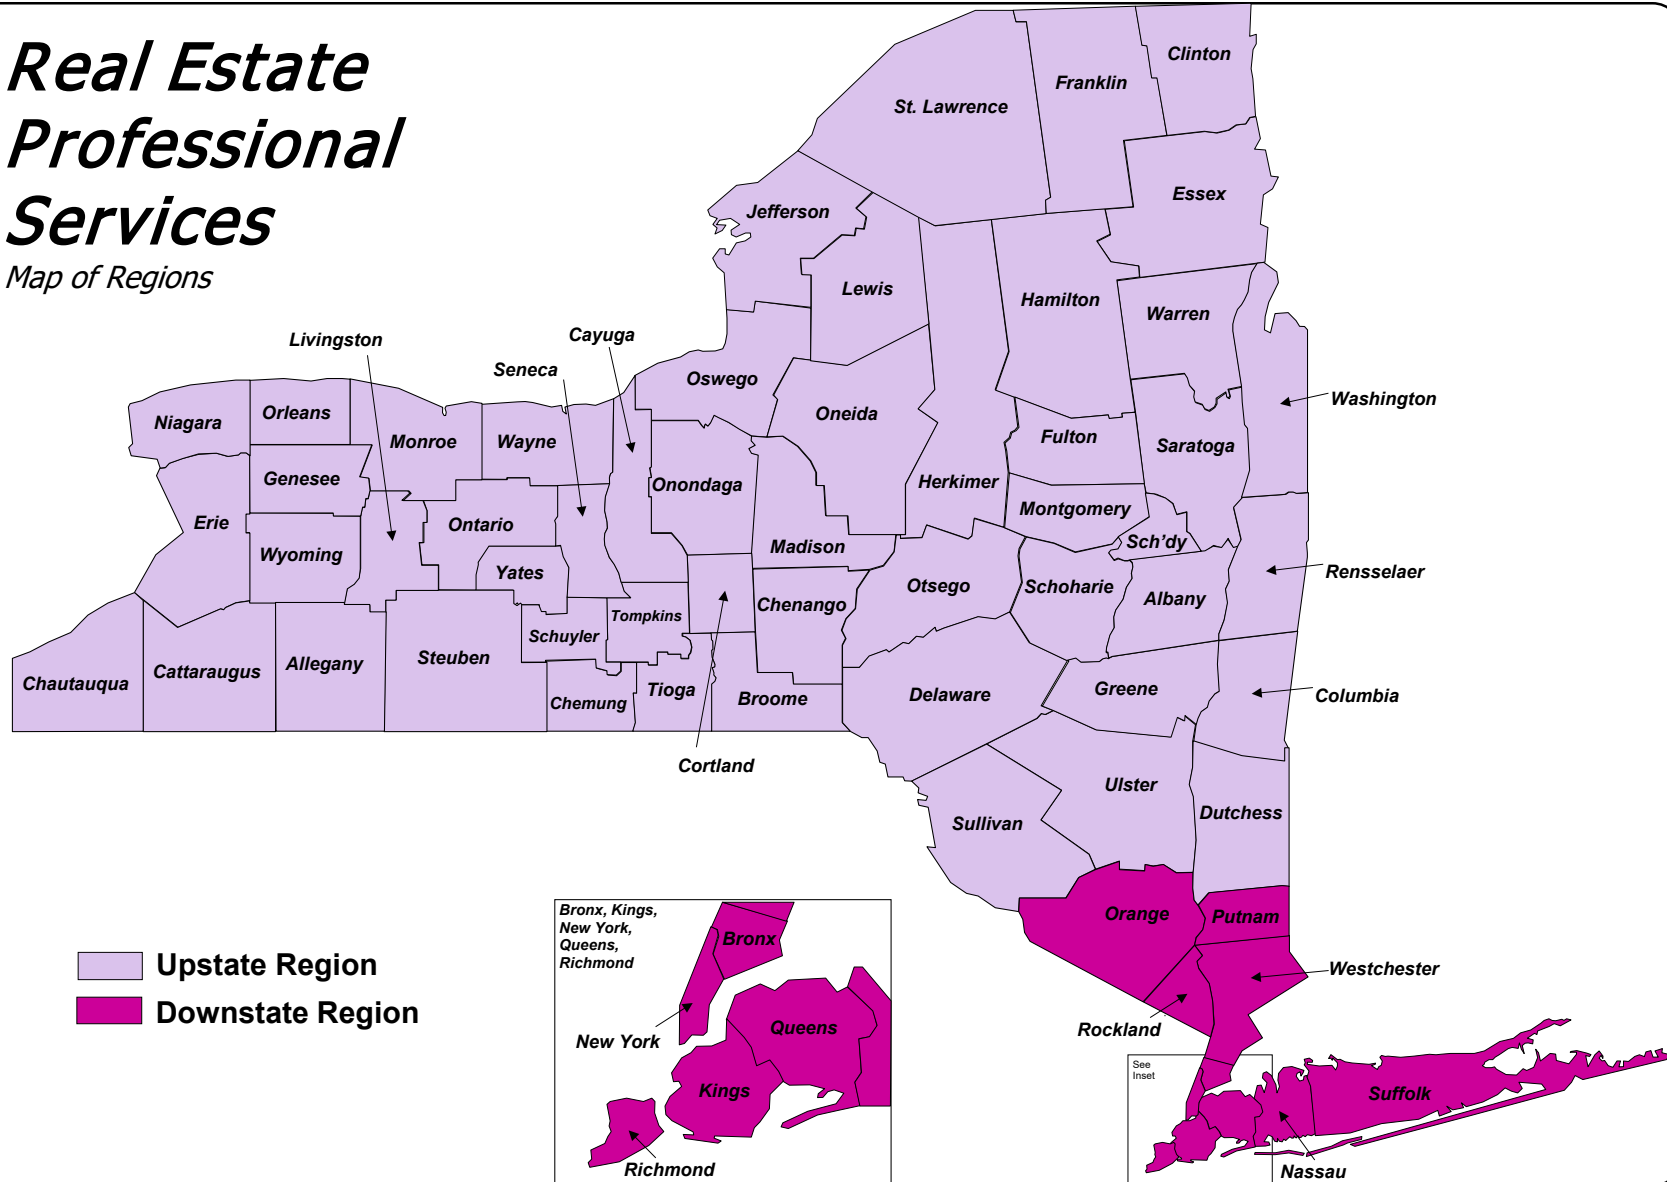 Real Estate
Professional
Services
Map of Regions
Clinton
Franklin
St. Lawrence
Essex
Jefferson
Lewis
Hamilton
Warren
Livingston
Cayuga
Seneca
Oswego
Washington
Niagara
Orleans
Monroe
Wayne
Oneida
Fulton
Saratoga
Genesee
Onondaga
Herkimer
Montgomery
Erie
Ontario
Wyoming
Madison
Sch'dy
Yates
Otsego
Schoharie
Albany
Rensselaer
Chenango
Tompkins
Schuyler
Steuben
Allegany
Cattaraugus
Chautauqua
Chemung
Tioga
Broome
Delaware
Greene
Columbia
Cortland
Ulster
Dutchess
Sullivan
Orange
Putnam
Westchester
Rockland
Upstate Region
Downstate Region
Bronx, Kings,
New York,
Queens,
Richmond
Bronx
New York
Queens
Kings
Richmond
See
Inset
Suffolk
Nassau